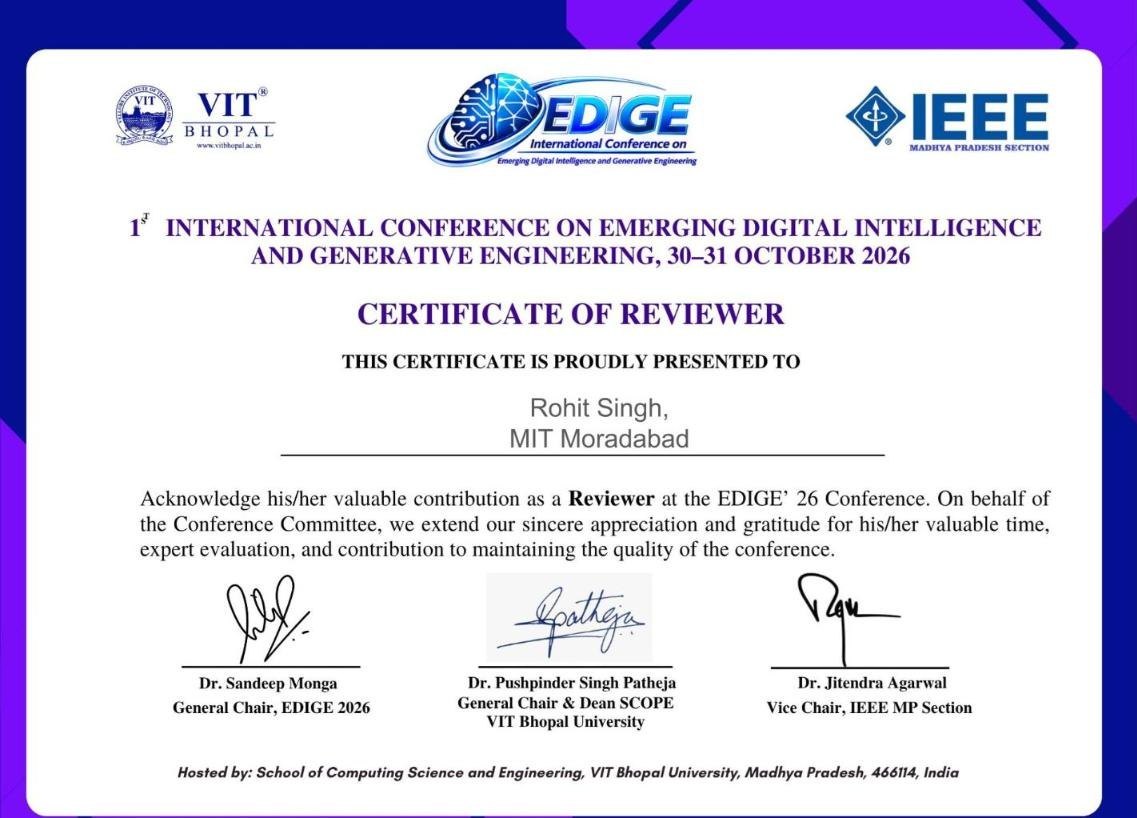 VIT®
BHOPAL
www.vitbhopal.ac.in
VIT
EDIGE
International Conference on
Emerging Digital Intelligence and Generative Engineering
IEEE
MADHYA PRADESH SECTION
1ST INTERNATIONAL CONFERENCE ON EMERGING DIGITAL INTELLIGENCE
AND GENERATIVE ENGINEERING, 30–31 OCTOBER 2026
CERTIFICATE OF REVIEWER
THIS CERTIFICATE IS PROUDLY PRESENTED TO
Rohit Singh,
MIT Moradabad
Acknowledge his/her valuable contribution as a Reviewer at the EDIGE’ 26 Conference. On behalf of
the Conference Committee, we extend our sincere appreciation and gratitude for his/her valuable time,
expert evaluation, and contribution to maintaining the quality of the conference.
Spatheja
Dr. Sandeep Monga
General Chair, EDIGE 2026
Dr. Pushpinder Singh Patheja
General Chair & Dean SCOPE
VIT Bhopal University
Dr. Jitendra Agarwal
Vice Chair, IEEE MP Section
Hosted by: School of Computing Science and Engineering, VIT Bhopal University, Madhya Pradesh, 466114, India